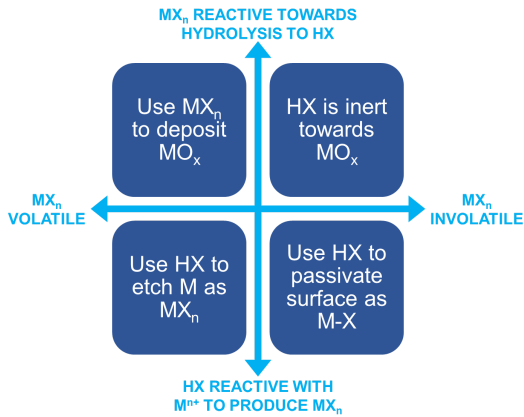 MXₙ REACTIVE TOWARDS
HYDROLYSIS TO HX
Use MXₙ
to deposit
MOₓ
HX is inert
towards
MOₓ
MXₙ
VOLATILE
MXₙ
INVOLATILE
Use HX to
etch M as
MXₙ
Use HX to
passivate
surface as
M-X
HX REACTIVE WITH
Mⁿ⁺ TO PRODUCE MXₙ